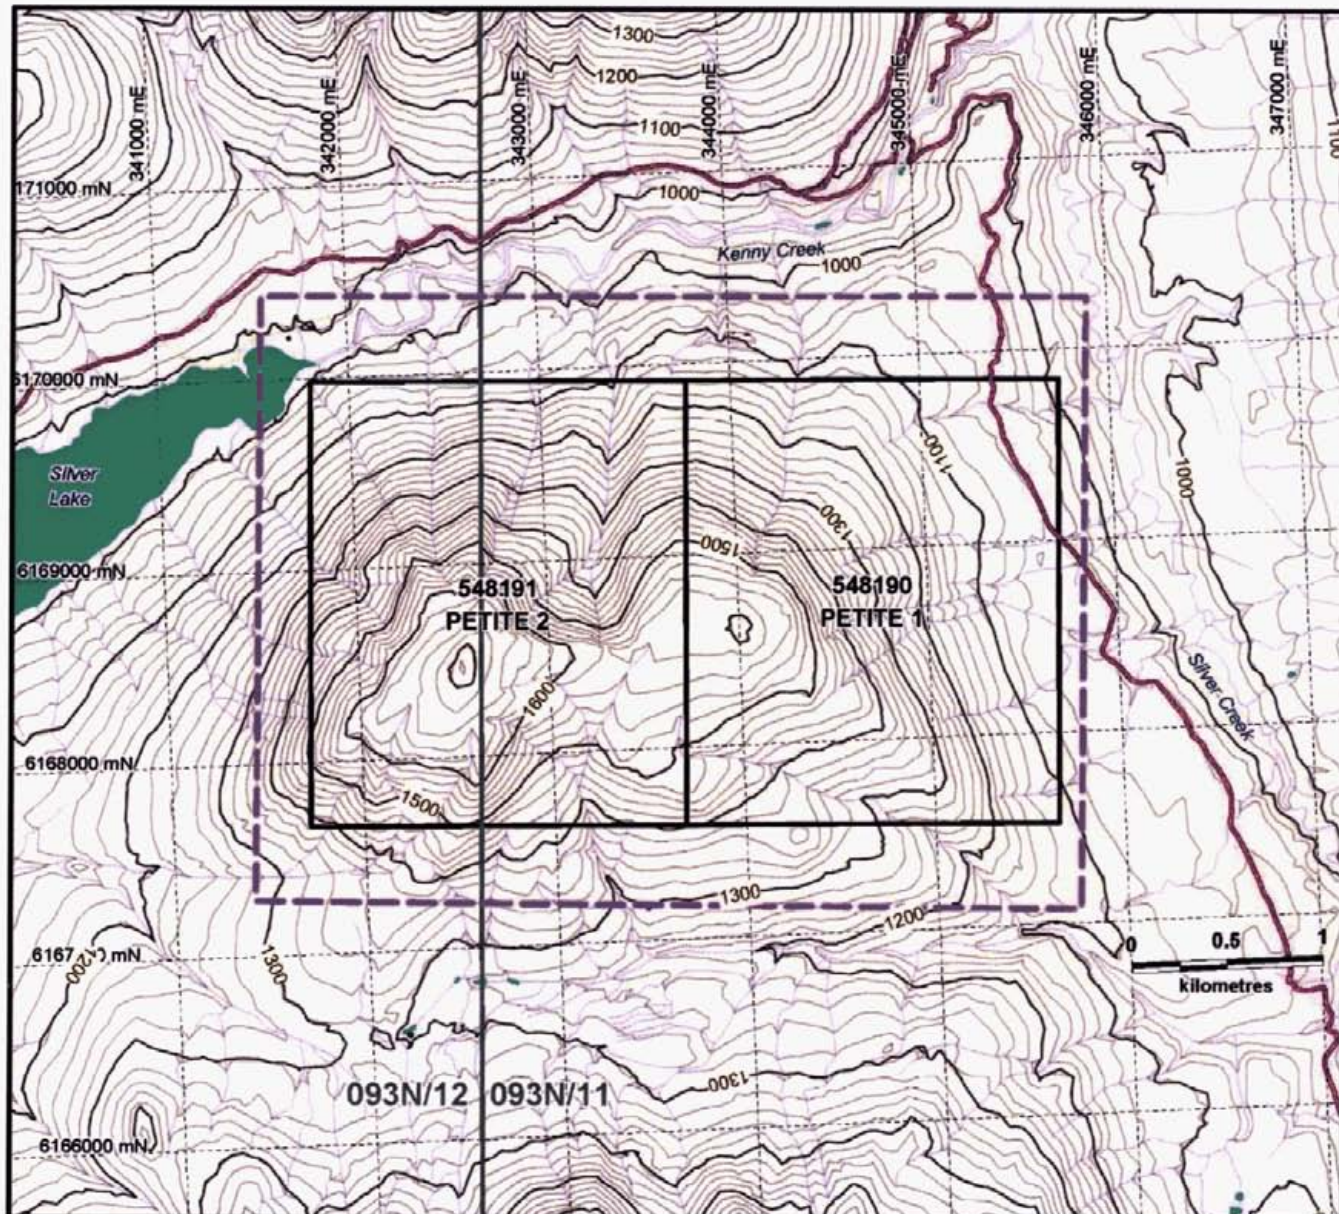 1300
1200
1100
341000 mE
342000 mE
343000 mE
344000 mE
345000 mE
346000 mE
347000 mE
171000 mN
1000
Kenny Creek
1000
6170000 mN
Silver
Lake
1100
1000
1300
1500
6169000 mN
548191
PETITE 2
548190
PETITE 1
1600
Silver Creek
6168000 mN
1500
1300
1200
1200
1300
0 0.5 1
kilometres
1300
093N/12 093N/11
6166000 mN